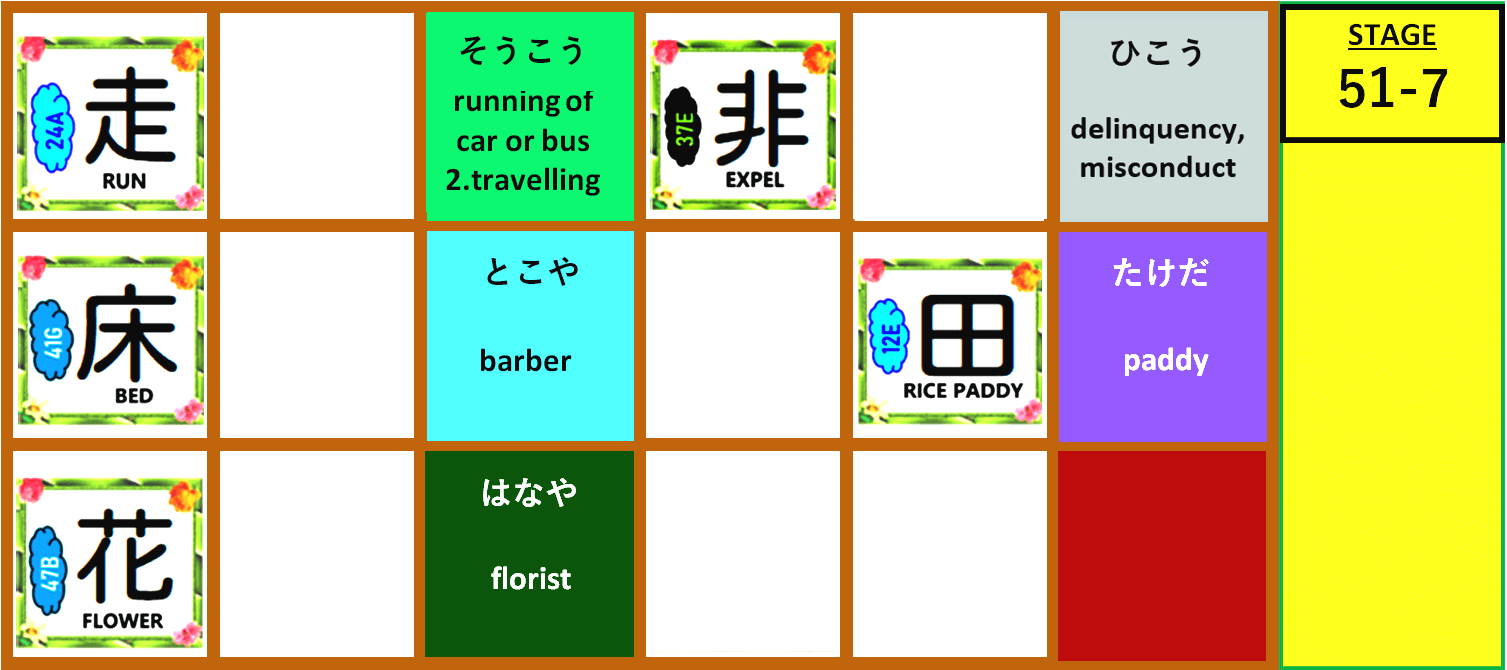 24A
走
RUN
そうこう
running of
car or bus
2.travelling
37E
非
EXPEL
ひこう
delinquency,
misconduct
STAGE
51-7
41G
床
BED
とこや
barber
12E
田
RICE PADDY
たけだ
paddy
47B
花
FLOWER
はなや
florist